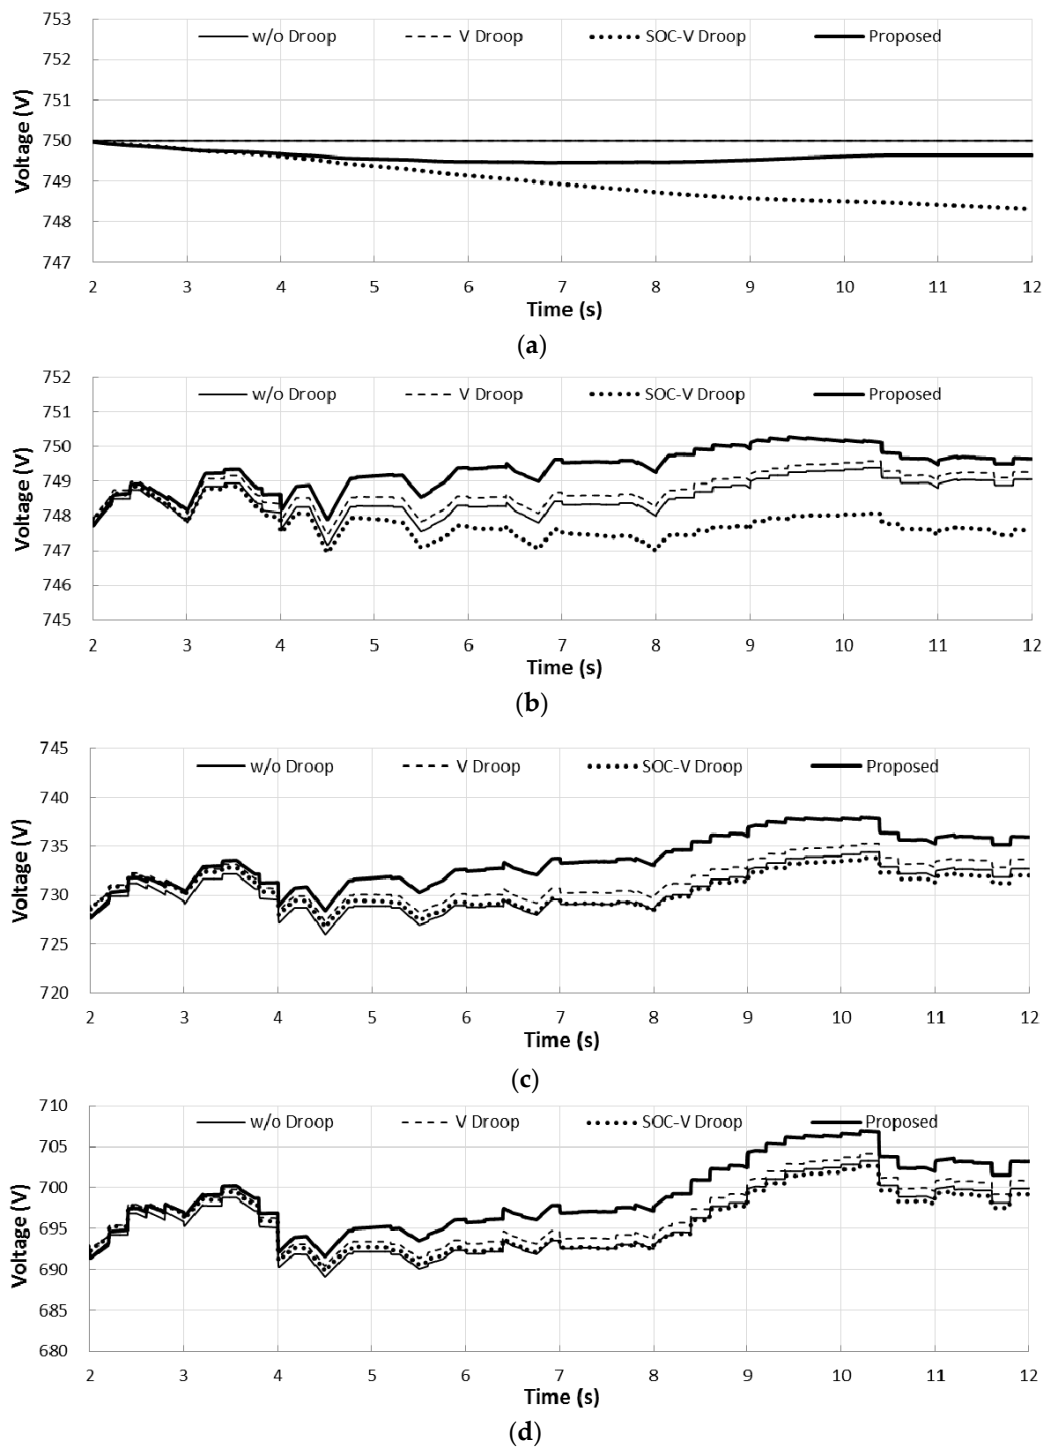 753
w/o Droop V Droop SOC-V Droop Proposed
752
751
750
749
748
747
Voltage (V)
2 3 4 5 6 7 8 9 10 11 12
Time (s)
(a)
752
w/o Droop V Droop SOC-V Droop Proposed
751
750
749
748
747
746
745
Voltage (V)
2 3 4 5 6 7 8 9 10 11 12
Time (s)
(b)
745
w/o Droop V Droop SOC-V Droop Proposed
740
735
730
725
720
Voltage (V)
2 3 4 5 6 7 8 9 10 11 12
Time (s)
(c)
710
w/o Droop V Droop SOC-V Droop Proposed
705
700
695
690
685
680
Voltage (V)
2 3 4 5 6 7 8 9 10 11 12
Time (s)
(d)